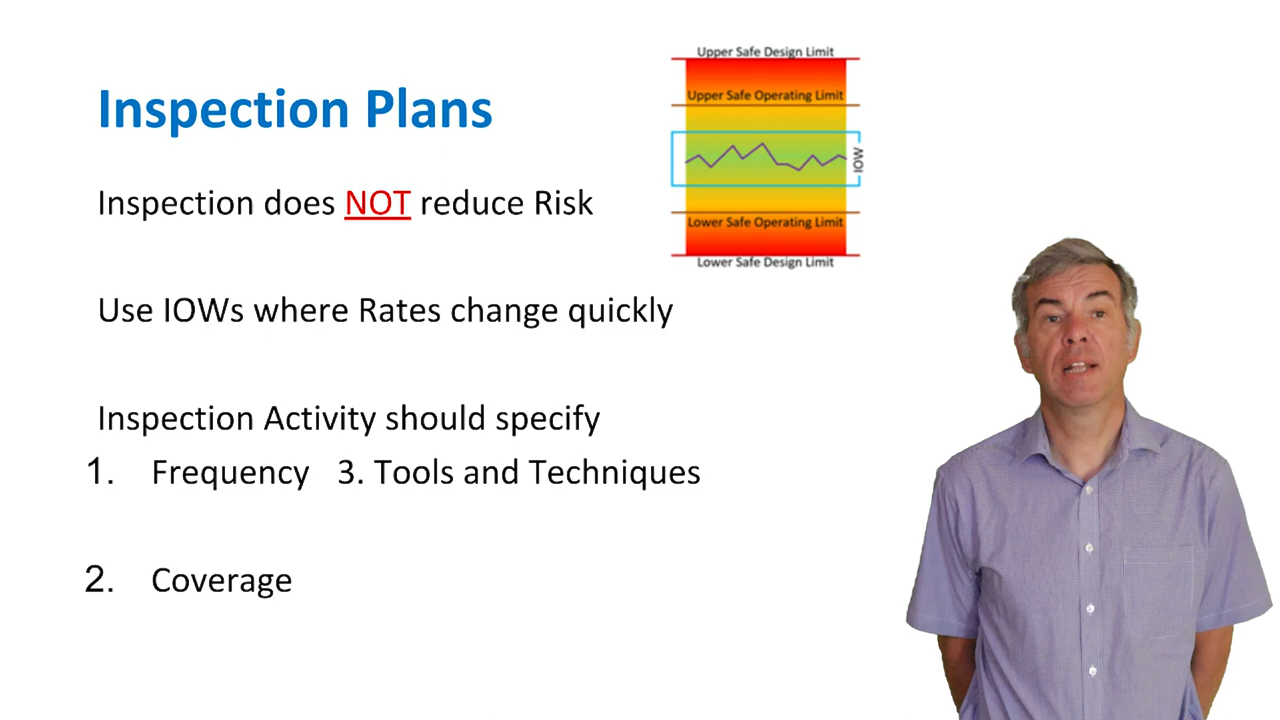 Inspection Plans
Inspection does NOT reduce Risk
Use IOWs where Rates change quickly
Inspection Activity should specify
1. Frequency 3. Tools and Techniques
2. Coverage
Upper Safe Design Limit
Upper Safe Operating Limit
IOW
Lower Safe Operating Limit
Lower Safe Design Limit